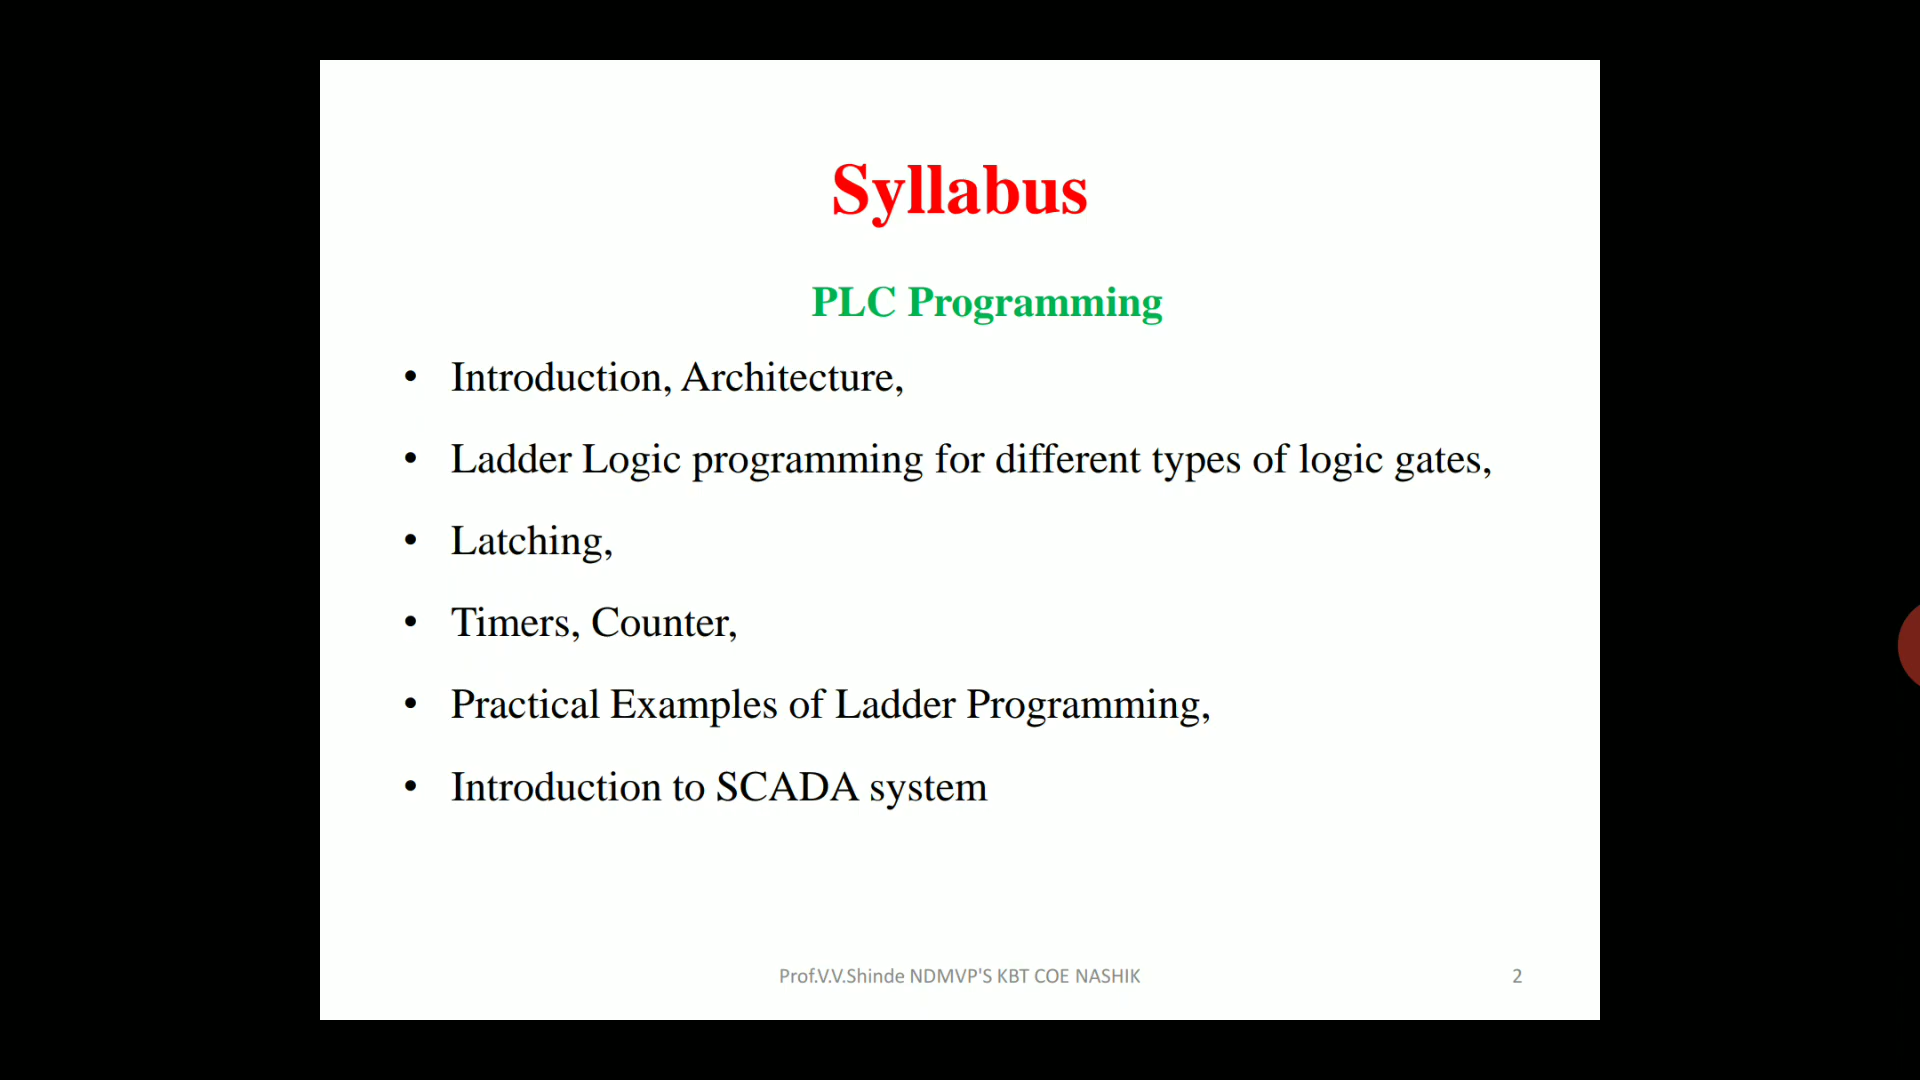 Syllabus
PLC Programming
• Introduction, Architecture,
• Ladder Logic programming for different types of logic gates,
• Latching,
• Timers, Counter,
• Practical Examples of Ladder Programming,
• Introduction to SCADA system
Prof.V.V.Shinde NDMVP'S KBT COE NASHIK
2